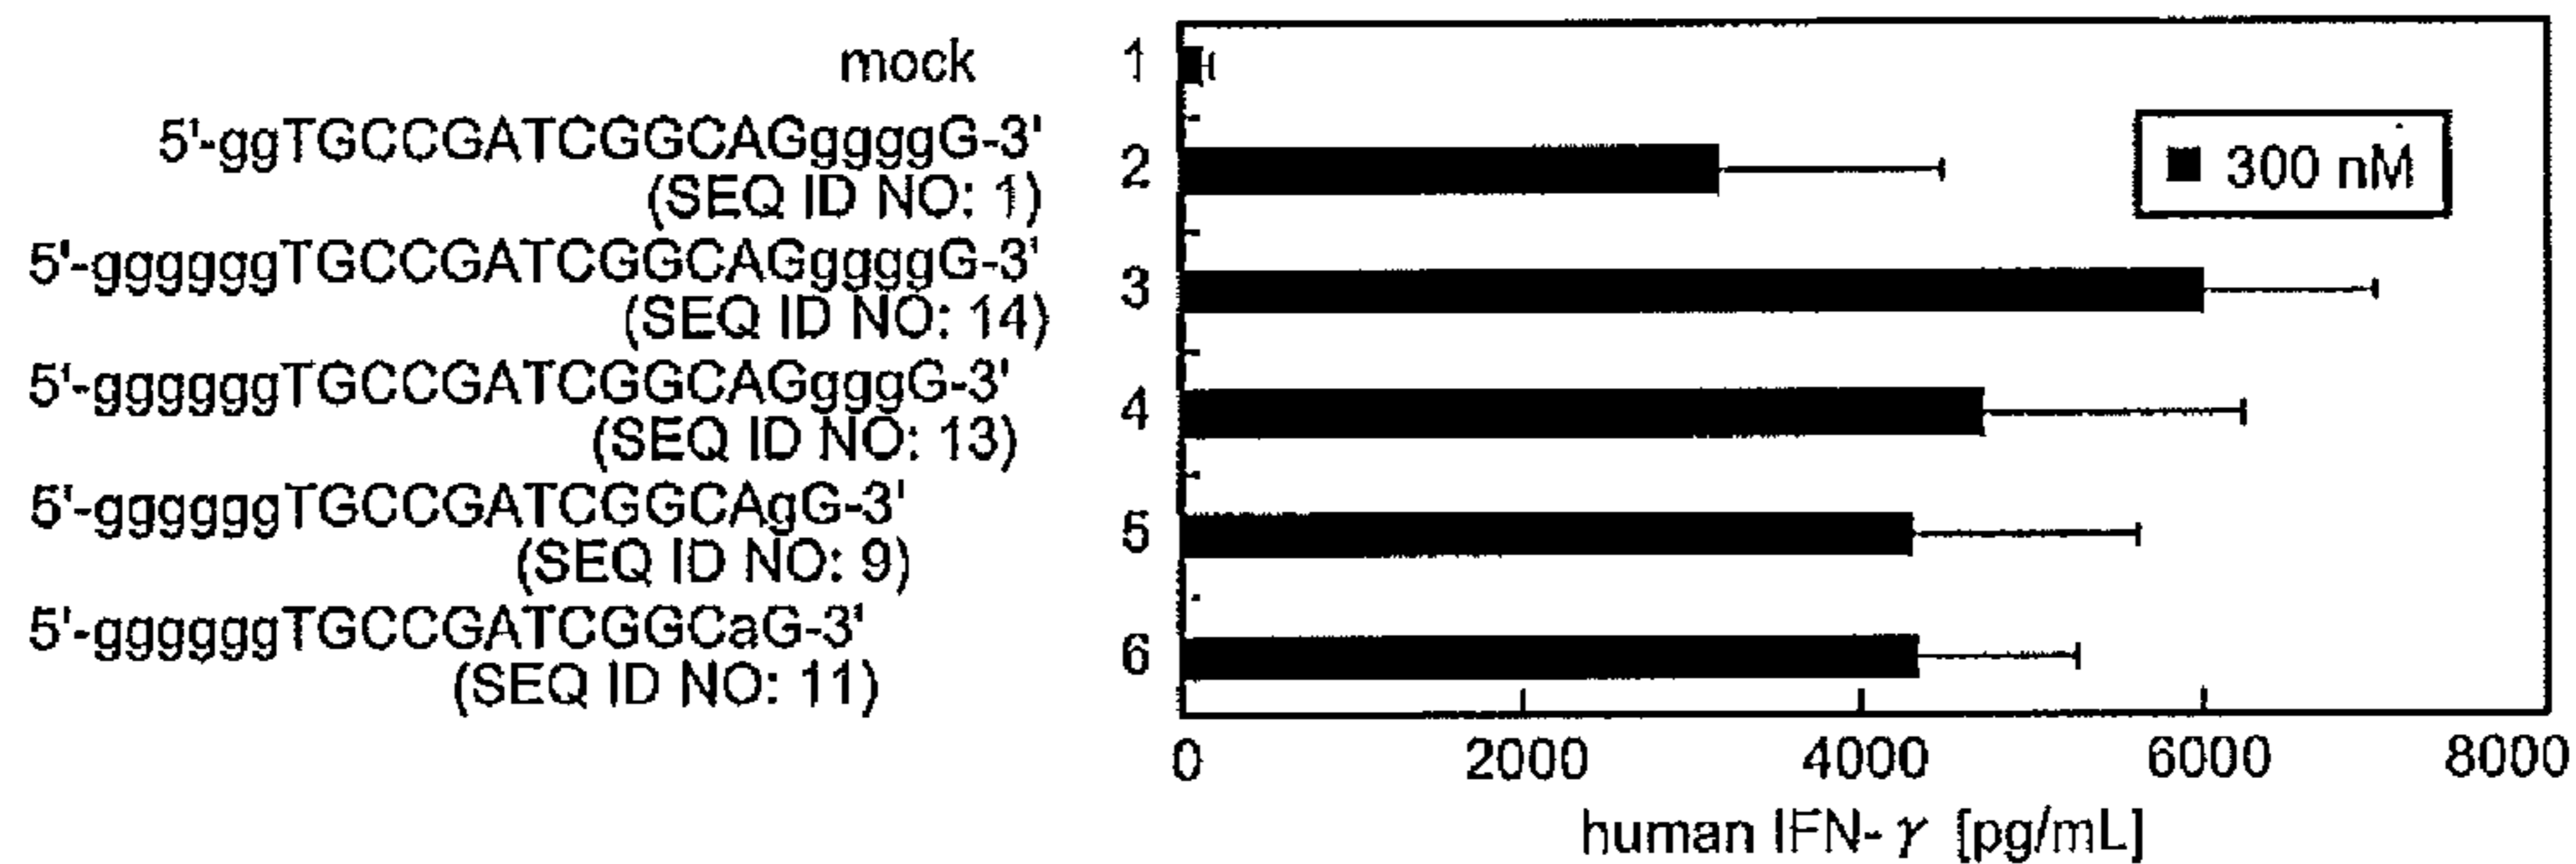 mock 1
5'-ggTGCCGATCGGCAGggggG-3'
(SEQ ID NO: 1)
2
5'-ggggggTGCCGATCGGCAGggggG-3'
(SEQ ID NO: 14)
3
5'-ggggggTGCCGATCGGCAGgggG-3'
(SEQ ID NO: 13)
4
5'-ggggggTGCCGATCGGCAgG-3'
(SEQ ID NO: 9)
5
5'-ggggggTGCCGATCGGCaG-3'
(SEQ ID NO: 11)
6
300 nM
0 2000 4000 6000 8000
human IFN-γ [pg/mL]